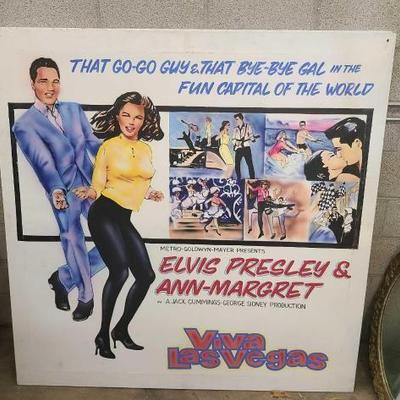 THAT GO-GO GUY & THAT BYE-BYE GAL IN THE
FUN CAPITAL OF THE WORLD
METRO-GOLDWYN-MAYER PRESENTS
ELVIS PRESLEY &
ANN-MARGRET
IN A JACK CUMMINGS-GEORGE SIDNEY PRODUCTION
Viva
Las Vegas